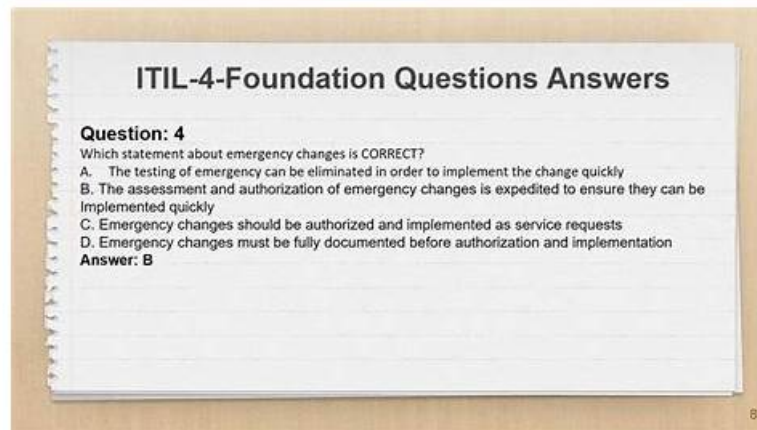 ITIL-4-Foundation Questions Answers
Question: 4
Which statement about emergency changes is CORRECT?
A. The testing of emergency can be eliminated in order to implement the change quickly
B. The assessment and authorization of emergency changes is expedited to ensure they can be
Implemented quickly
C. Emergency changes should be authorized and implemented as service requests
D. Emergency changes must be fully documented before authorization and implementation
Answer: B
8